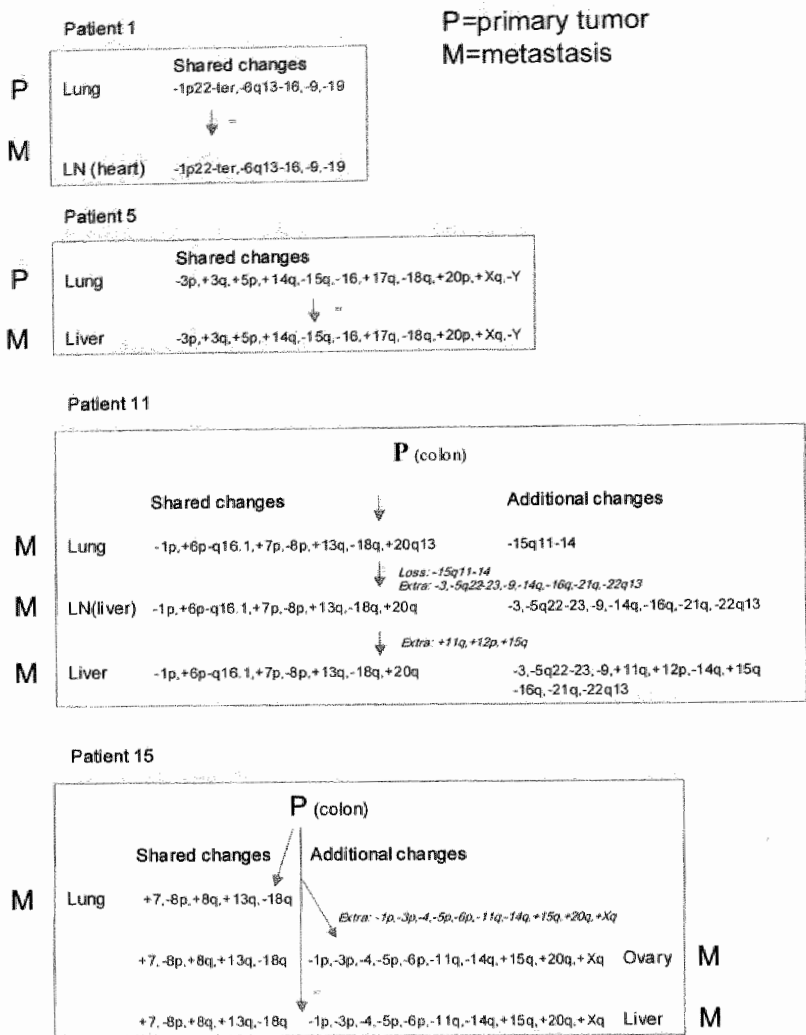 P=primary tumor
M=metastasis
Patient 1
Shared changes
P Lung -1p22-ter,-6q13-16,-9,-19
=
M LN (heart) -1p22-ter,-6q13-16,-9,-19
Patient 5
Shared changes
P Lung -3p,+3q,+5p,+14q,-15q,-16,+17q,-18q,+20p,+Xq,-Y
=
M Liver -3p,+3q,+5p,+14q,-15q,-16,+17q,-18q,+20p,+Xq,-Y
Patient 11
P (colon)
Shared changes Additional changes
M Lung -1p,+6p-q16.1,+7p,-8p,+13q,-18q,+20q13 -15q11-14
Loss: -15q11-14
Extra: -3,-5q22-23,-9,-14q,-16q,-21q,-22q13
M LN(liver) -1p,+6p-q16.1,+7p,-8p,+13q,-18q,+20q -3,-5q22-23,-9,-14q,-16q,-21q,-22q13
Extra: +11q,+12p,+15q
M Liver -1p,+6p-q16.1,+7p,-8p,+13q,-18q,+20q -3,-5q22-23,-9,+11q,+12p,-14q,+15q
-16q,-21q,-22q13
Patient 15
P (colon)
Shared changes Additional changes
M Lung +7,-8p,+8q,+13q,-18q
Extra: -1p,-3p,-4,-5p,-6p,-11q,-14q,+15q,+20q,+Xq
+7,-8p,+8q,+13q,-18q -1p,-3p,-4,-5p,-6p,-11q,-14q,+15q,+20q,+Xq Ovary M
=
+7,-8p,+8q,+13q,-18q -1p,-3p,-4,-5p,-6p,-11q,-14q,+15q,+20q,+Xq Liver M